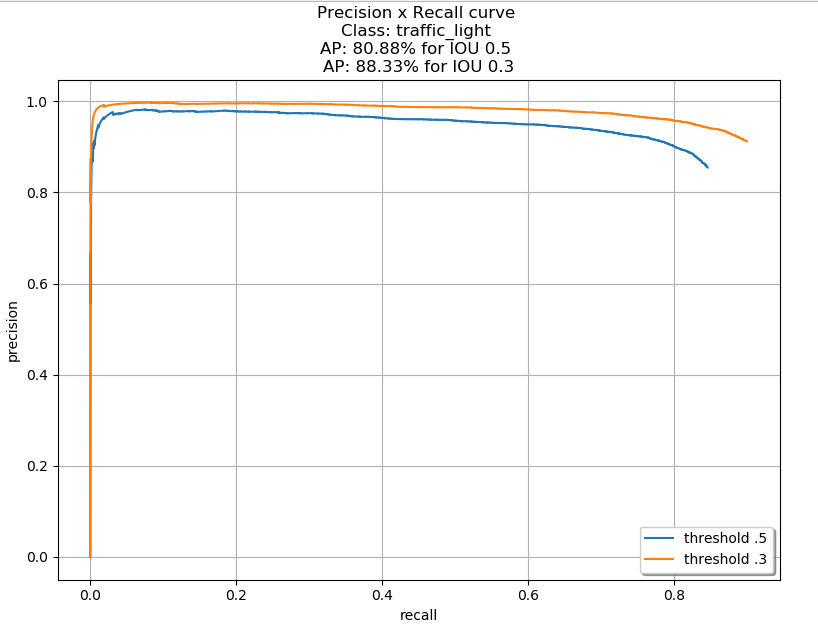 Precision x Recall curve
Class: traffic_light
AP: 80.88% for IOU 0.5
AP: 88.33% for IOU 0.3
1.0
0.8
0.6
0.4
0.2
0.0
precision
threshold .5
threshold .3
0.0 0.2 0.4 0.6 0.8
recall